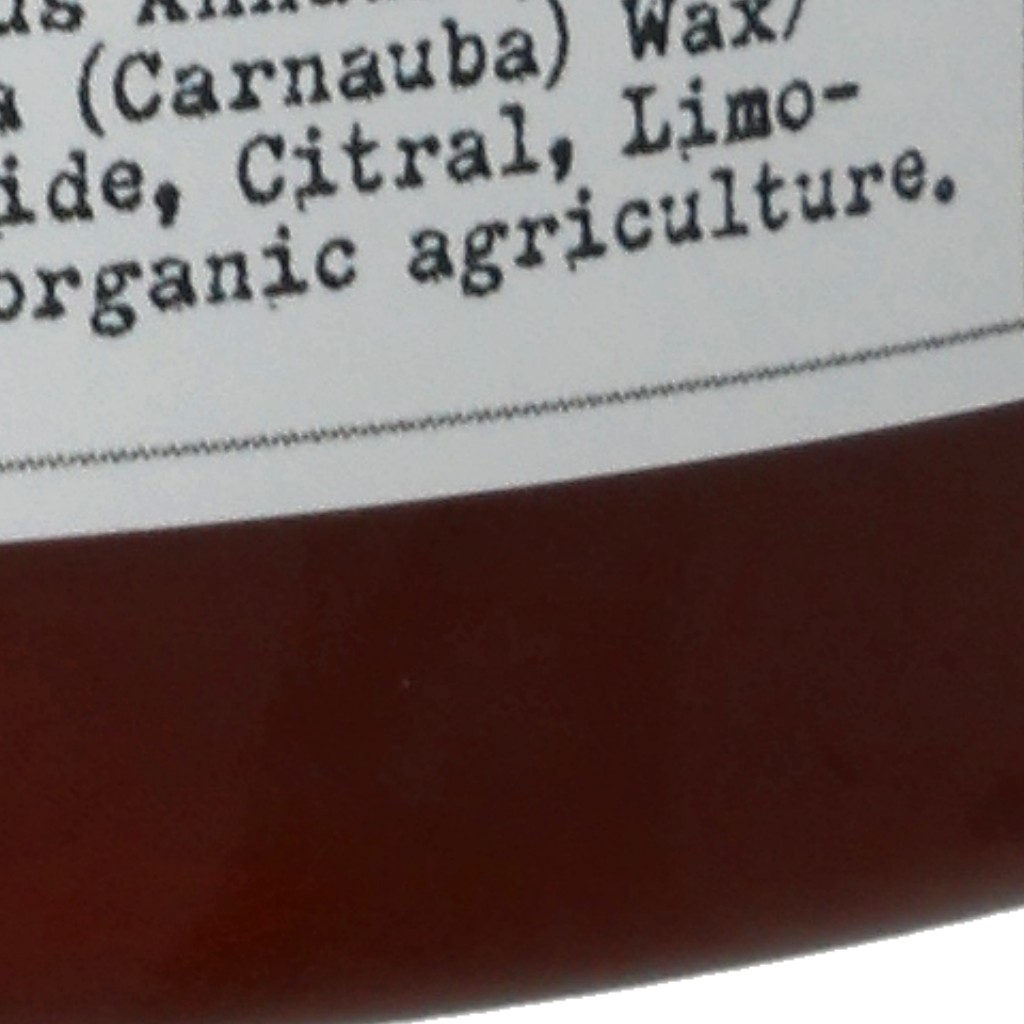 (Carnauba) Wax/
ide, Citral, Limo-
organic agriculture.